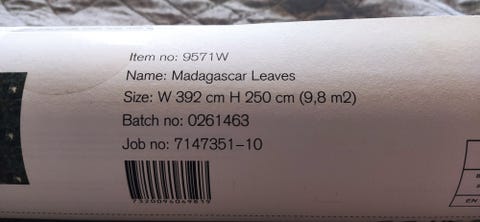 Item no: 9571W
Name: Madagascar Leaves
Size: W 392 cm H 250 cm (9,8 m2)
Batch no: 0261463
Job no: 7147351-10
EN